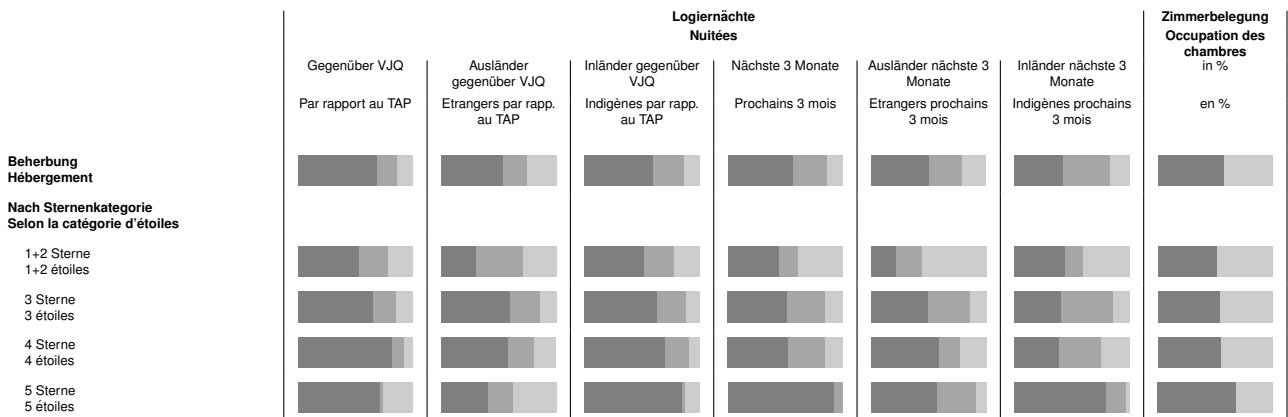 Logiernächte
Nuitées
Zimmerbelegung
Occupation des
chambres
Gegenüber VJQ
Ausländer
gegenüber VJQ
Inländer gegenüber
VJQ
Nächste 3 Monate
Ausländer nächste 3
Monate
Inländer nächste 3
Monate
in %
Par rapport au TAP
Etrangers par rapp.
au TAP
Indigènes par rapp.
au TAP
Prochains 3 mois
Etrangers prochains
3 mois
Indigènes prochains
3 mois
en %
Beherbung
Hébergement
Nach Sternenkategorie
Selon la catégorie d'étoiles
1+2 Sterne
1+2 étoiles
3 Sterne
3 étoiles
4 Sterne
4 étoiles
5 Sterne
5 étoiles